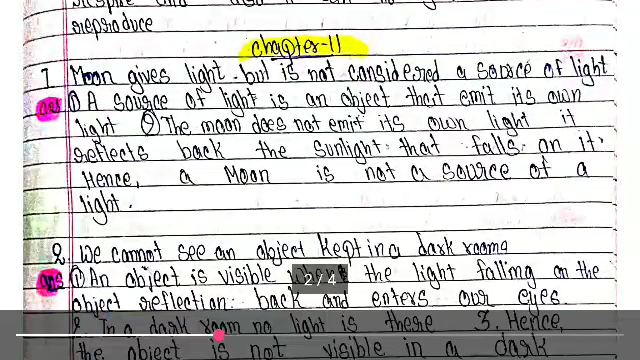 reproduce
chapter-11
1 Moon gives light but is not considered a source of light
ans ① A source of light is an object that emit its own
light ② The moon does not emit its own light it
reflects back the sunlight that falls on it.
Hence, a Moon is not a source of a
light.
2. We cannot see an object kept in a dark room
ans ① An object is visible when the light falling on the
object reflection back and enters our eyes
2/4
2. In a dark room no light is there 3. Hence,
the object is not visible in a dark